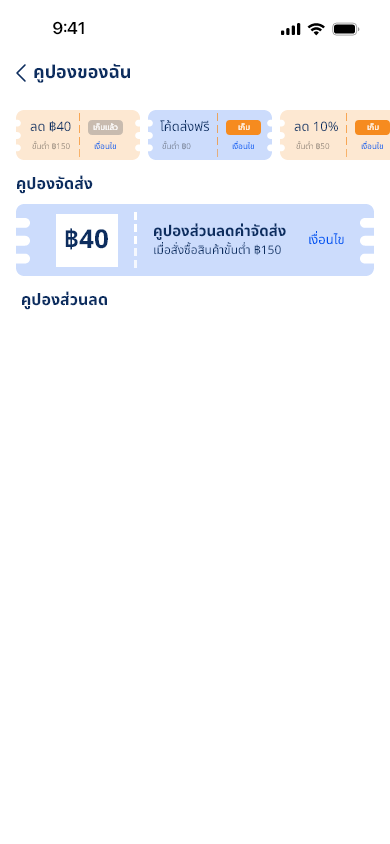 9:41
คูปองของฉัน
ลด ฿40 เก็บแล้ว
ขั้นต่ำ ฿150 เงื่อนไข
โค้ดส่งฟรี เก็บ
ขั้นต่ำ ฿0 เงื่อนไข
ลด 10% เก็บ
ขั้นต่ำ ฿50 เงื่อนไข
คูปองจัดส่ง
฿40
คูปองส่วนลดค่าจัดส่ง
เมื่อสั่งซื้อสินค้าขั้นต่ำ ฿150
เงื่อนไข
คูปองส่วนลด